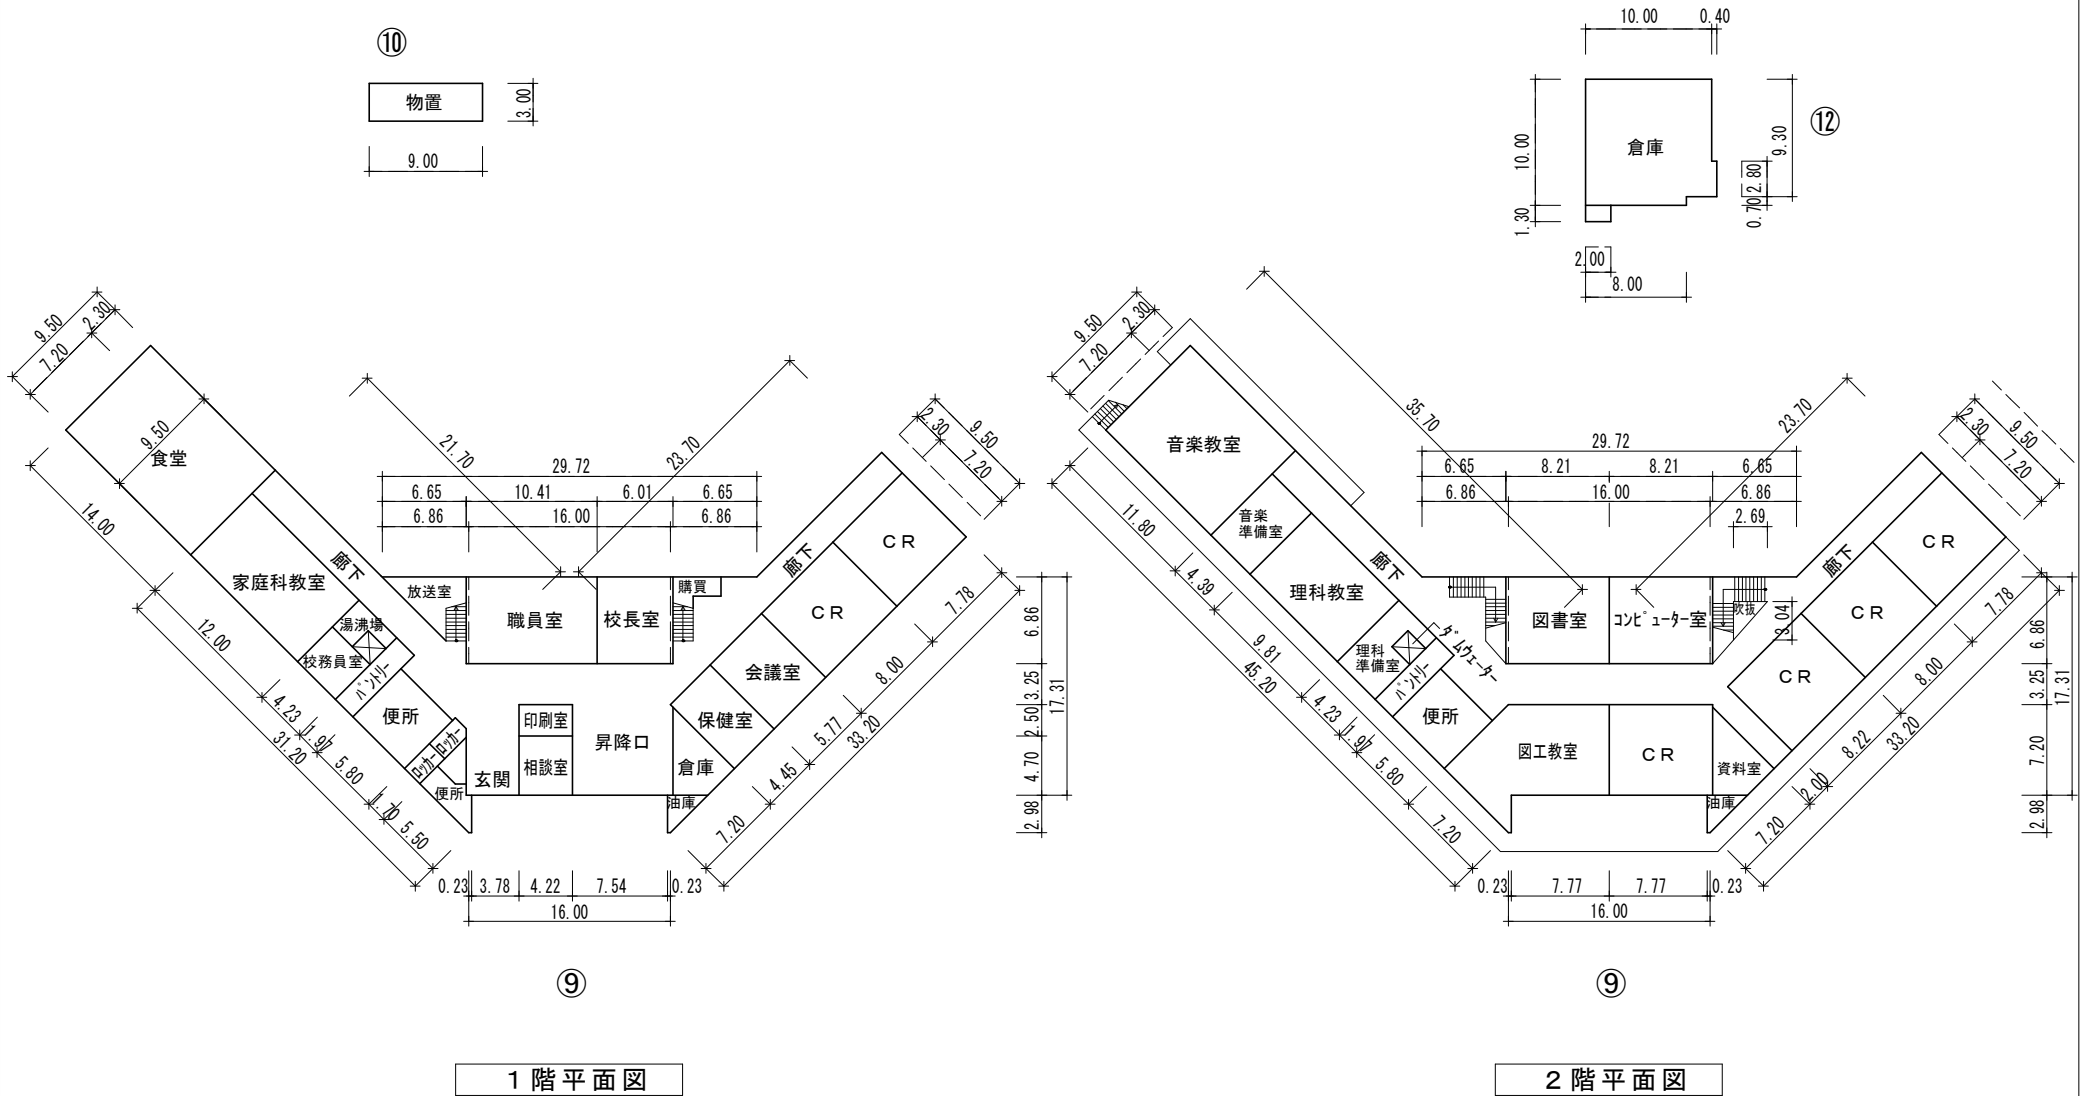 ⑩
物置
3.00
9.00
10.00 0.40
10.00
1.30
倉庫
9.30
2.80
0.70
⑫
2.00
8.00
9.50
2.30
7.20
9.50
食堂
14.00
12.00
4.23
1.97
31.20
5.80
1.70
5.50
21.70
23.70
29.72
6.65 10.41 6.01 6.65
6.86 16.00 6.86
2.30
9.50
7.20
廊下
家庭科教室
湯沸場
校務員室
パントリー
便所
ロッカー
ロッカー
便所
放送室
職員室
校長室
購買
廊下
CR
CR
会議室
保健室
倉庫
油庫
印刷室
相談室
昇降口
玄関
7.78
8.00
5.77
33.20
4.45
7.20
6.86
3.25
2.50
17.31
4.70
2.98
0.23 3.78 4.22 7.54 0.23
16.00
⑨
1階平面図
9.50
2.30
7.20
35.70
23.70
29.72
6.65 8.21 8.21 6.65
6.86 16.00 6.86
2.69
2.30
9.50
7.20
音楽教室
音楽
準備室
理科教室
廊下
理科
準備室
パントリー
ダムウェーター
便所
図書室
コンピューター室
吹抜
3.04
廊下
CR
CR
CR
図工教室
CR
資料室
油庫
11.80
4.39
9.81
45.20
4.23
1.97
5.80
7.20
7.78
8.00
8.22
33.20
2.00
7.20
6.86
3.25
17.31
7.20
2.98
0.23 7.77 7.77 0.23
16.00
⑨
2階平面図